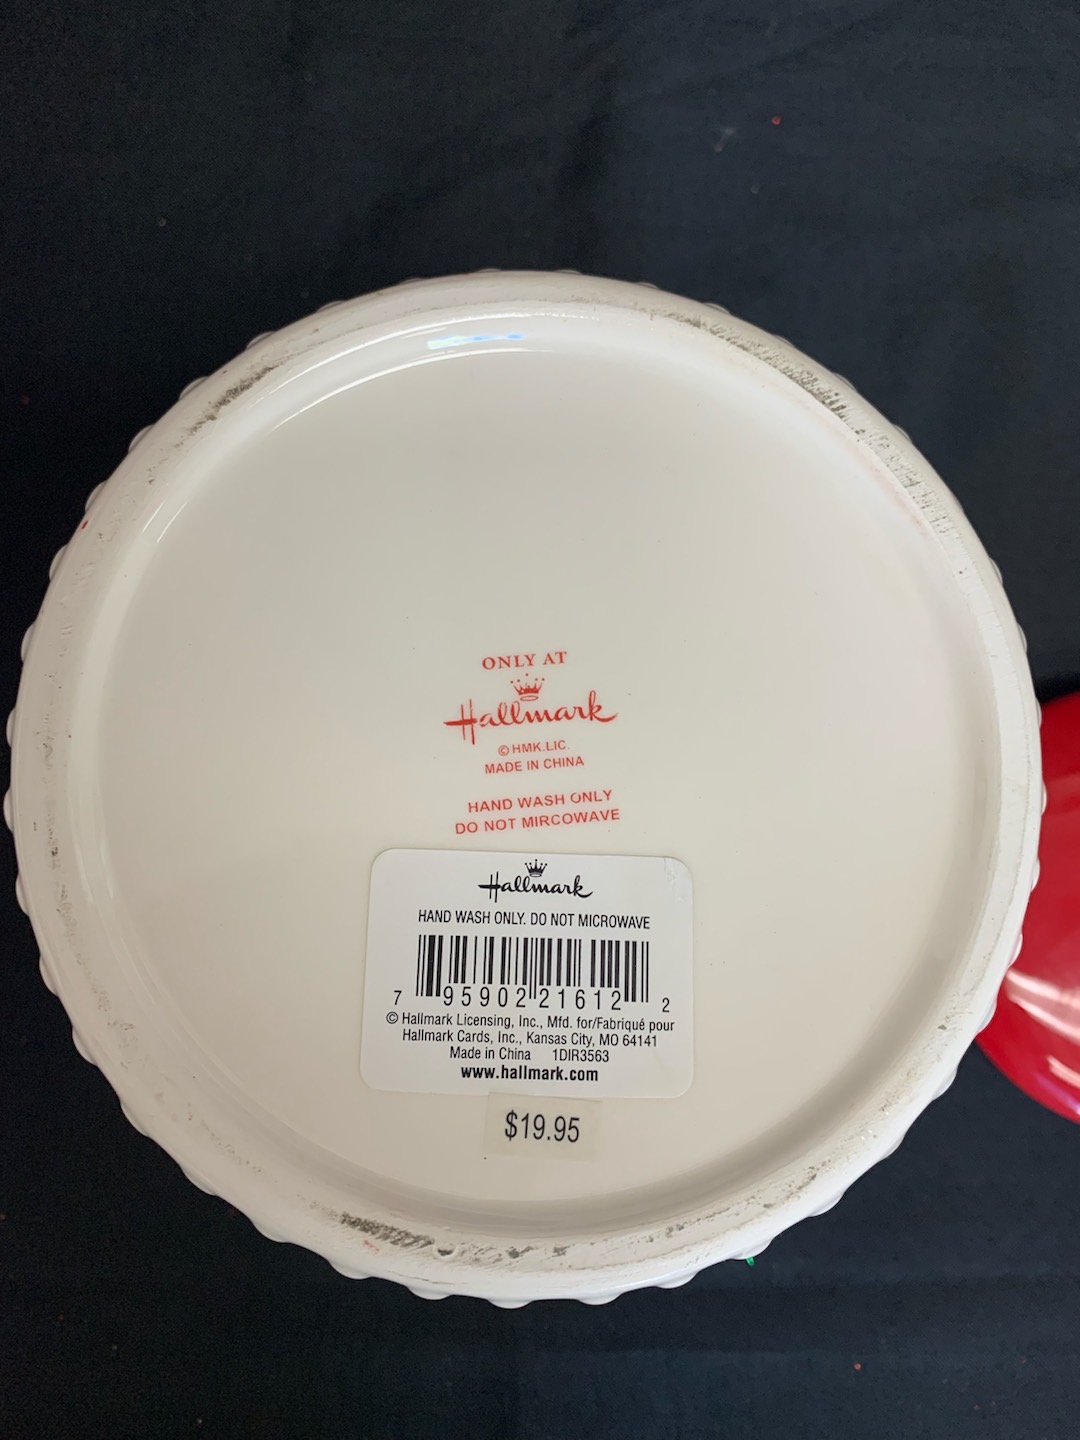 ONLY AT
Hallmark
© HMK.LIC.
MADE IN CHINA
HAND WASH ONLY
DO NOT MIRCOWAVE
Hallmark
HAND WASH ONLY. DO NOT MICROWAVE
7 95902 21612 2
© Hallmark Licensing, Inc., Mfd. for/Fabriqué pour
Hallmark Cards, Inc., Kansas City, MO 64141
Made in China 1DIR3563
www.hallmark.com
$19.95